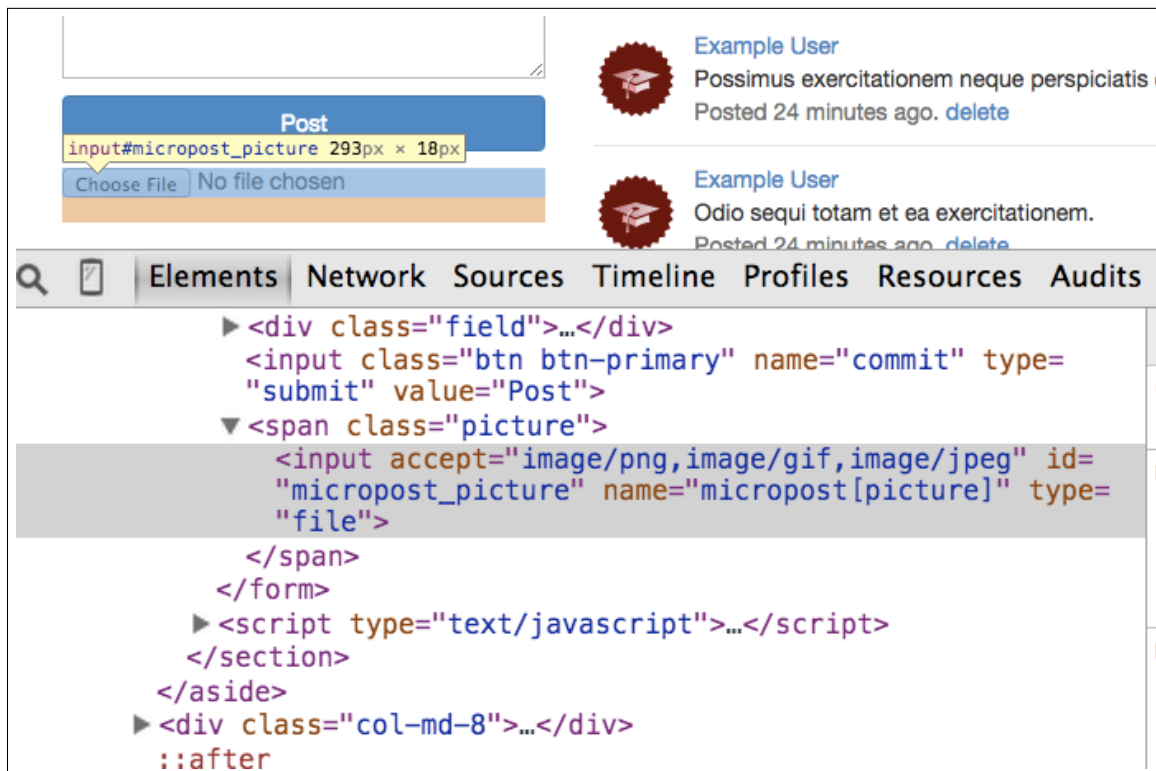 Example User
Possimus exercitationem neque perspiciatis
Posted 24 minutes ago. delete
Post
input#micropost_picture 293px × 18px
Choose File No file chosen
Example User
Odio sequi totam et ea exercitationem.
Posted 24 minutes ago. delete
Elements Network Sources Timeline Profiles Resources Audits
▶<div class="field">…</div>
<input class="btn btn-primary" name="commit" type=
"submit" value="Post">
▼<span class="picture">
<input accept="image/png,image/gif,image/jpeg" id=
"micropost_picture" name="micropost[picture]" type=
"file">
</span>
</form>
▶<script type="text/javascript">…</script>
</section>
</aside>
▶<div class="col-md-8">…</div>
::after